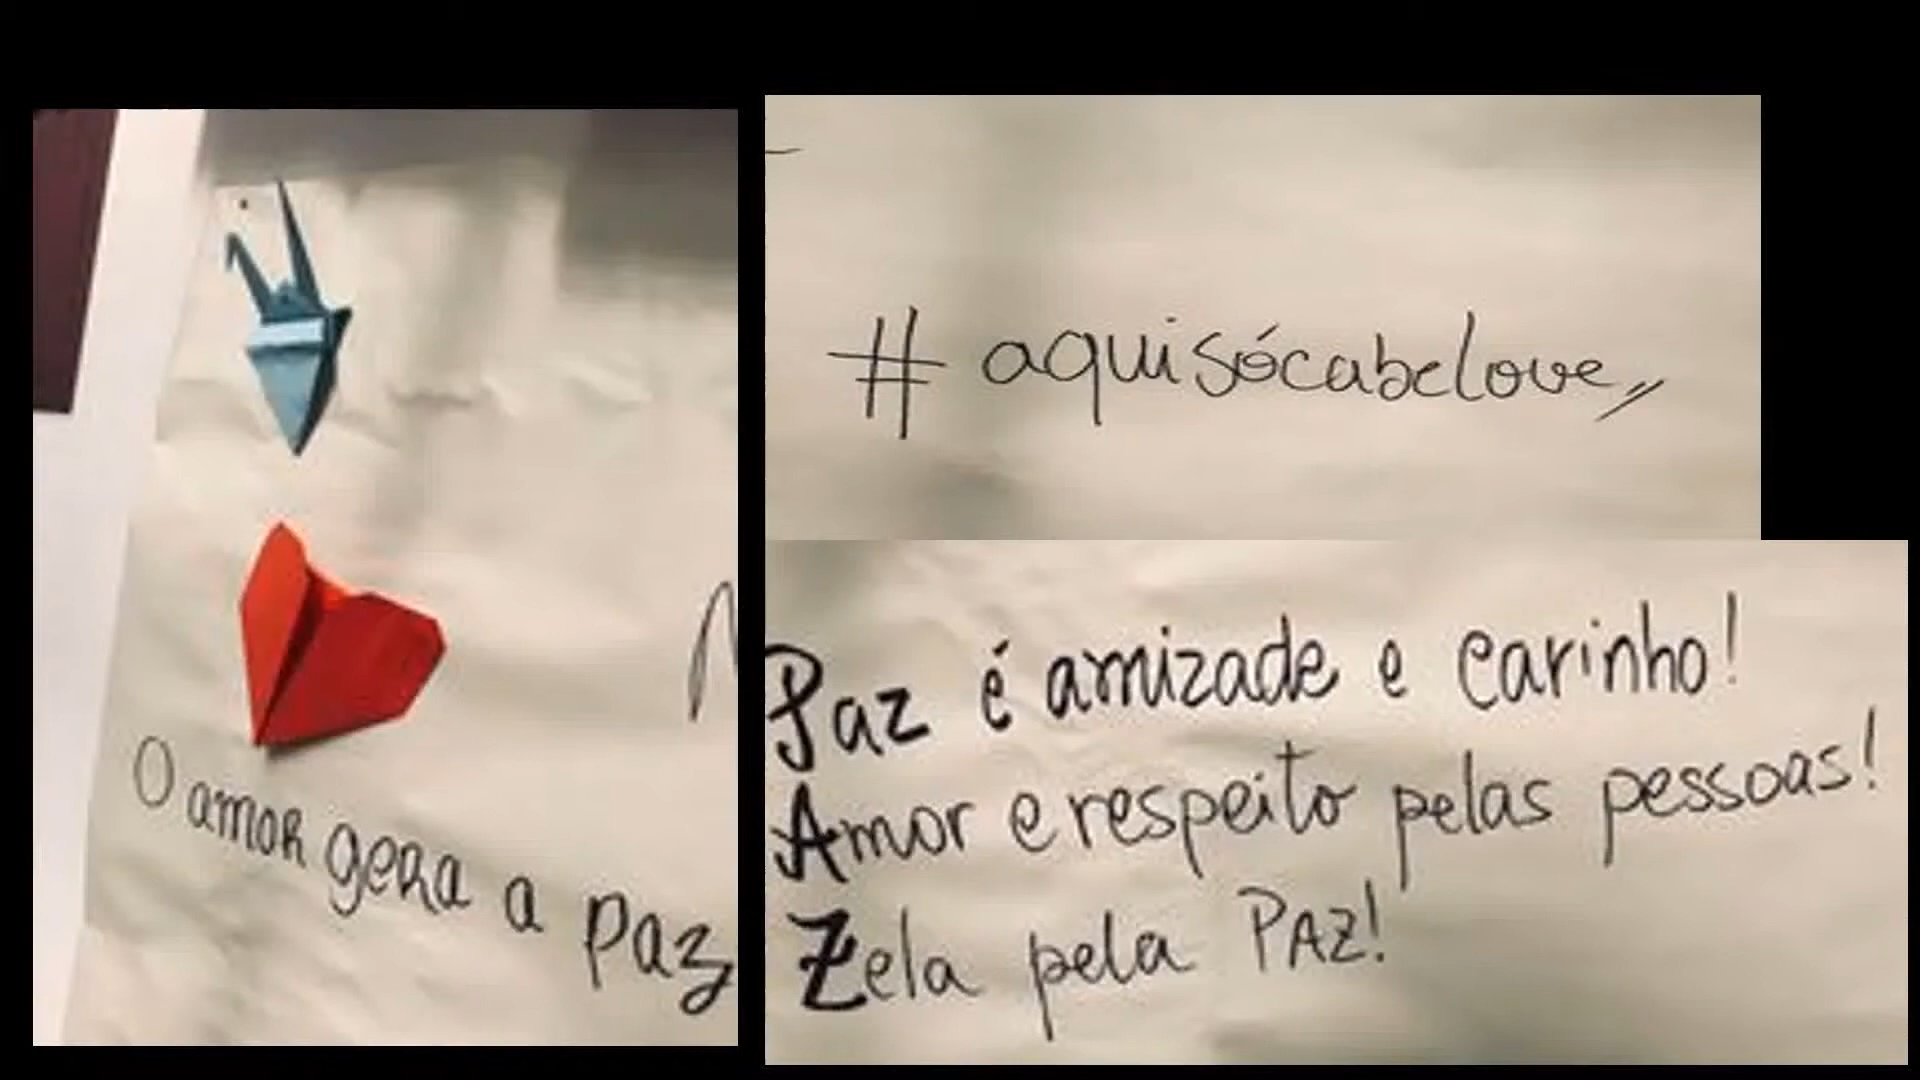 O amor gera a paz
#aquisócabelove,,
Paz é amizade e carinho!
Amor e respeito pelas pessoas!
Zela pela PAZ!